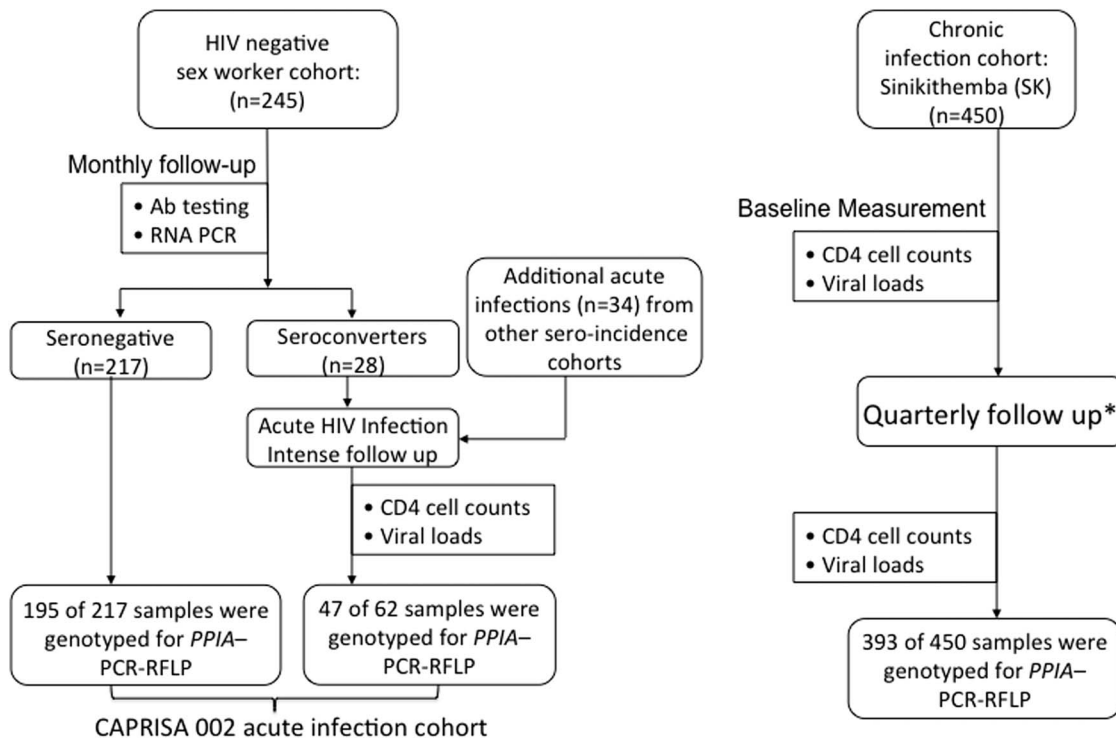 HIV negative
sex worker cohort:
(n=245)
Monthly follow-up
• Ab testing
• RNA PCR
Seronegative
(n=217)
Seroconverters
(n=28)
Additional acute
infections (n=34) from
other sero-incidence
cohorts
Acute HIV Infection
Intense follow up
• CD4 cell counts
• Viral loads
195 of 217 samples were
genotyped for PPIA–
PCR-RFLP
47 of 62 samples were
genotyped for PPIA–
PCR-RFLP
CAPRISA 002 acute infection cohort
Chronic
infection cohort:
Sinikithemba (SK)
(n=450)
Baseline Measurement
• CD4 cell counts
• Viral loads
Quarterly follow up*
• CD4 cell counts
• Viral loads
393 of 450 samples were
genotyped for PPIA–
PCR-RFLP